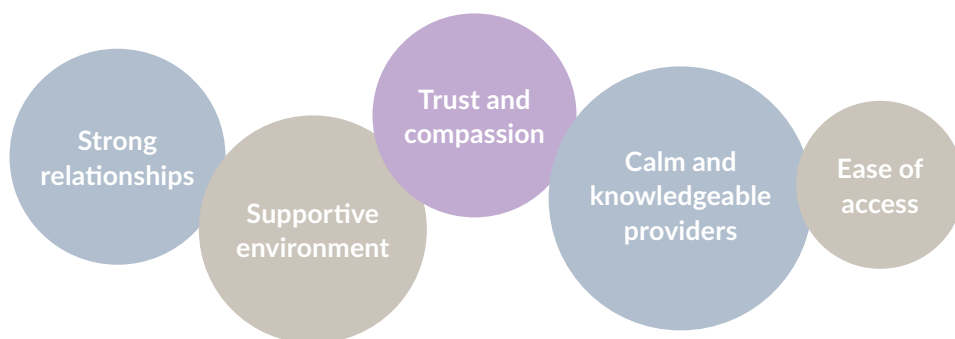 Strong
relationships
Supportive
environment
Trust and
compassion
Calm and
knowledgeable
providers
Ease of
access